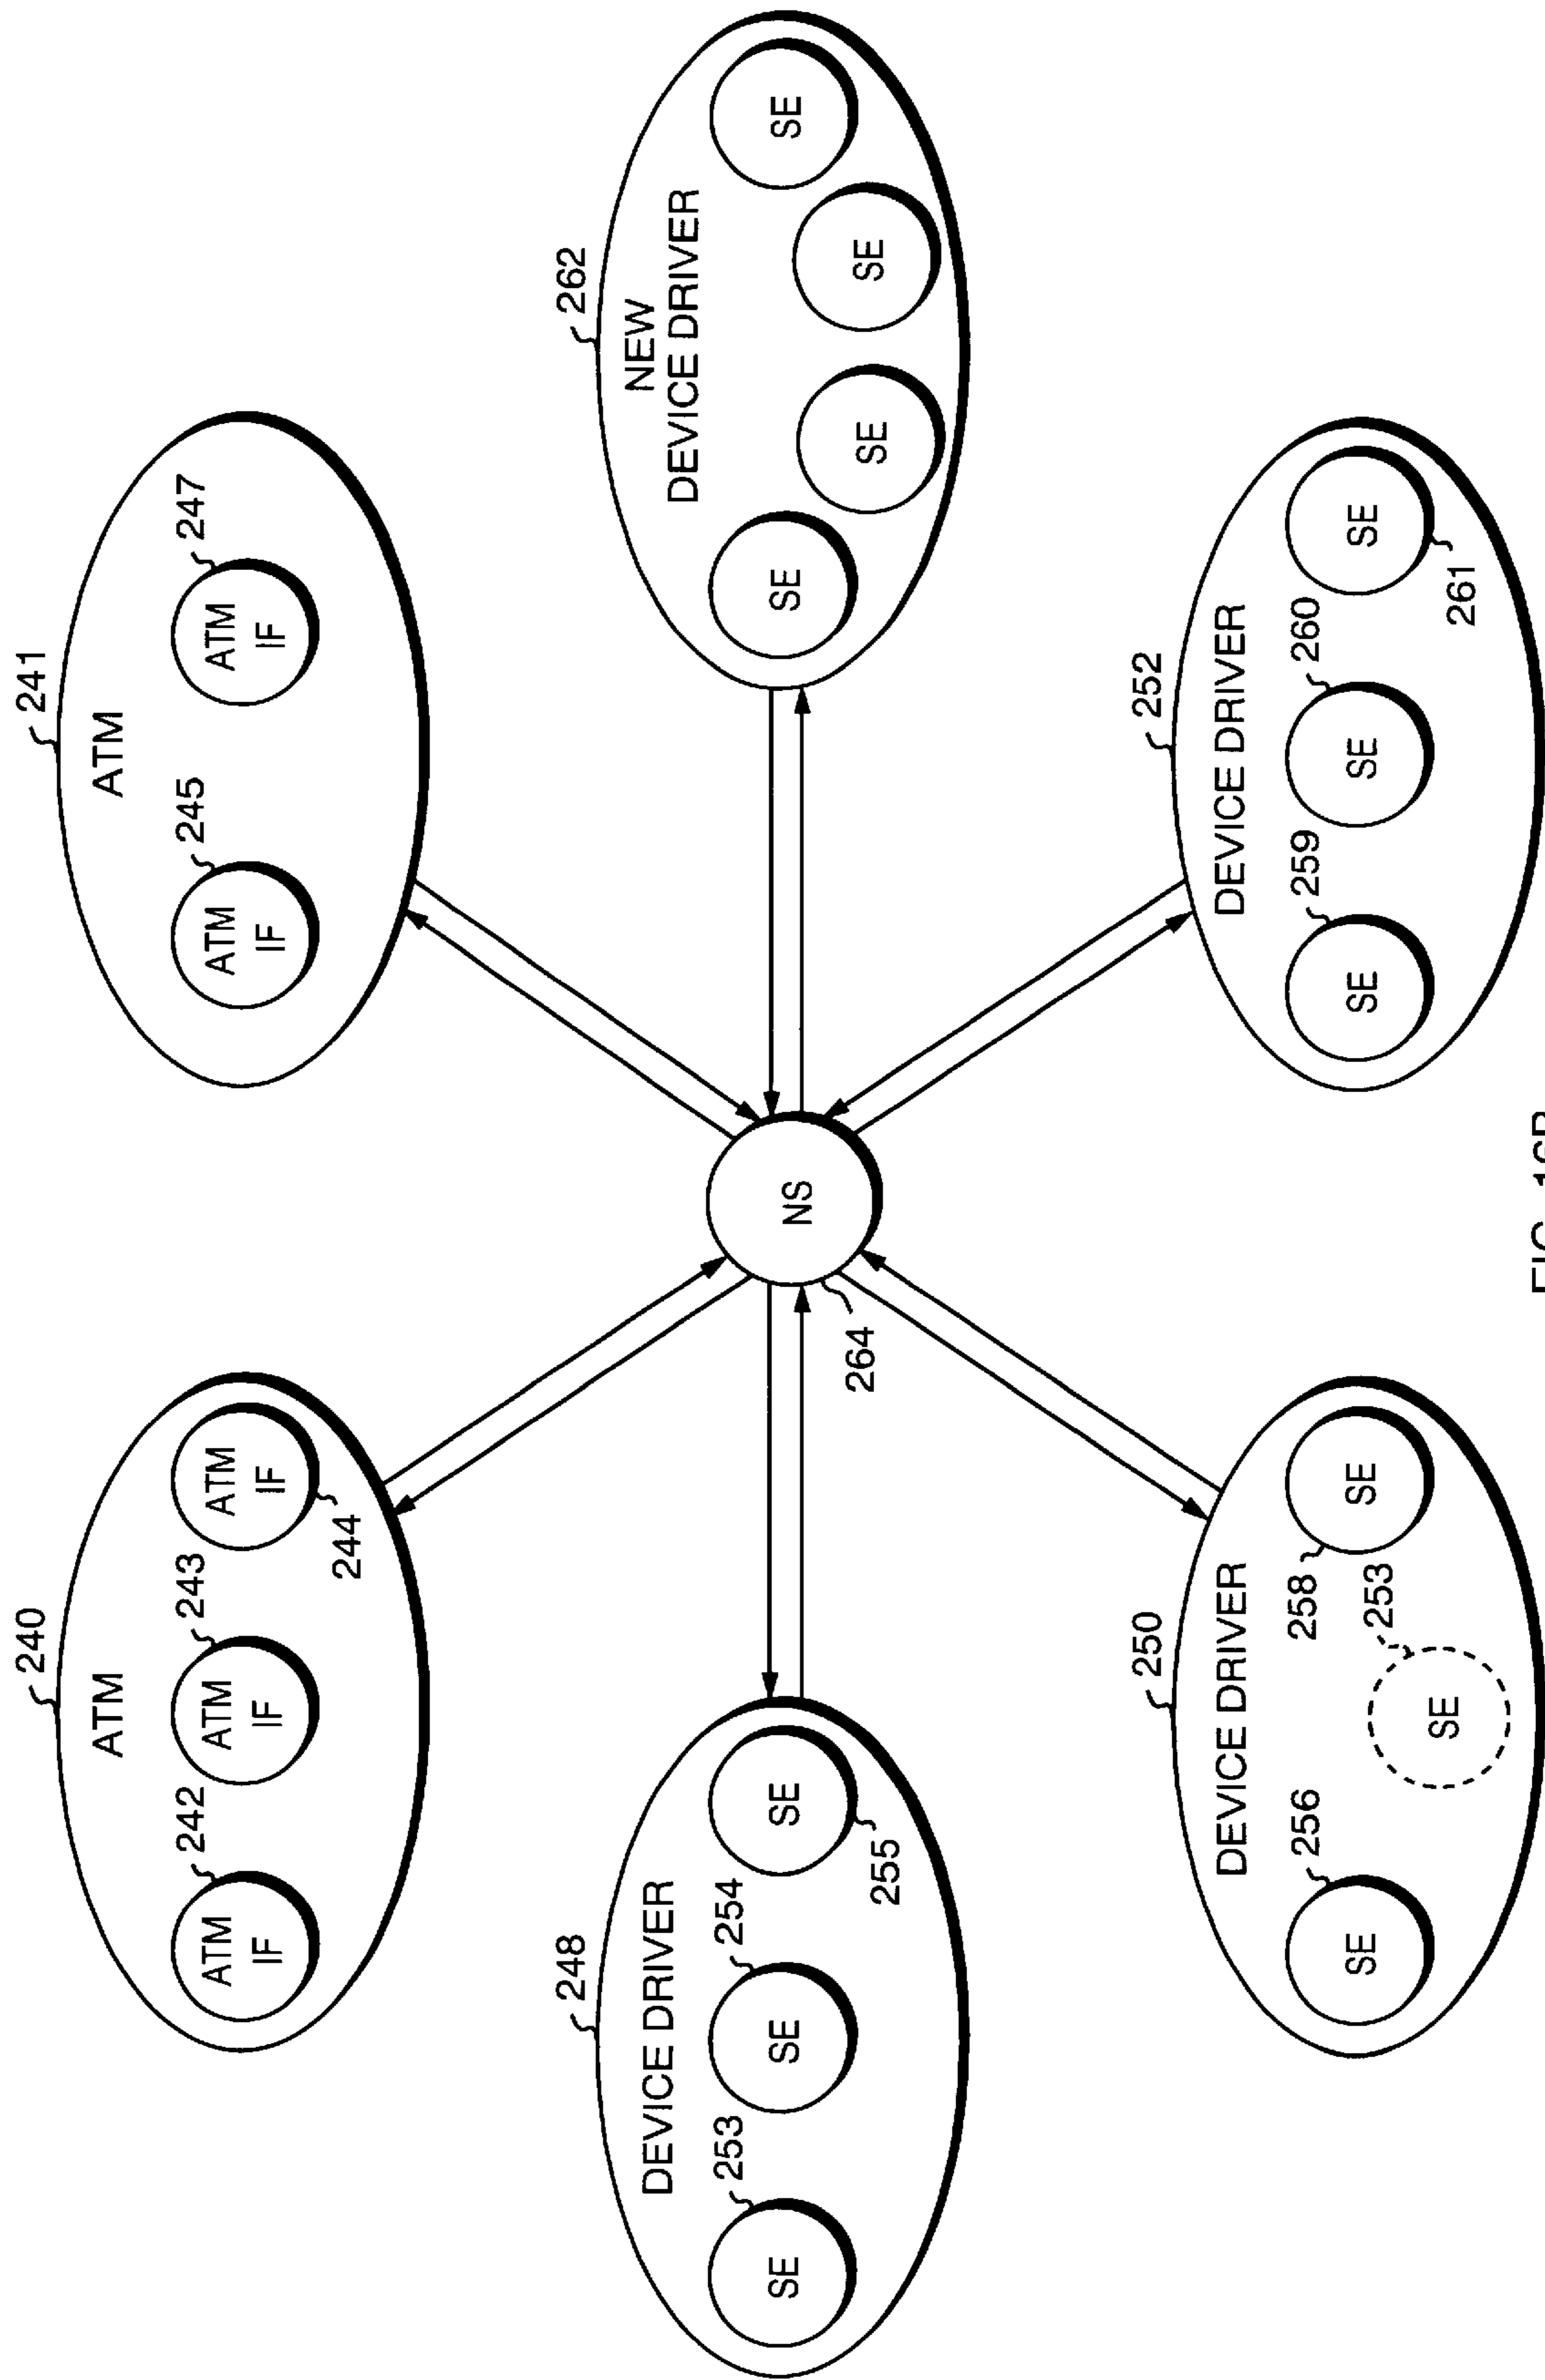 240
ATM
242
243
ATM
IF
ATM
IF
ATM
IF
244
241
ATM
245
247
ATM
IF
ATM
IF
248
DEVICE DRIVER
253
254
SE
SE
SE
255
NS
264
262
NEW
DEVICE DRIVER
SE
SE
SE
SE
250
DEVICE DRIVER
256
258
SE
SE
253
SE
252
DEVICE DRIVER
259
260
SE
SE
SE
261